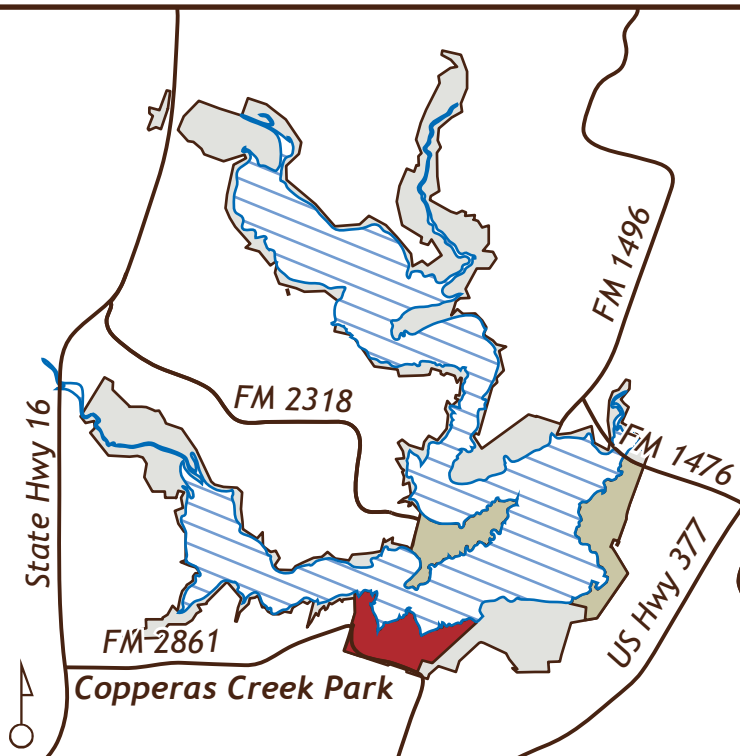 FM 1496
FM 2318
State Hwy 16
FM 1476
US Hwy 377
FM 2861
Copperas Creek Park